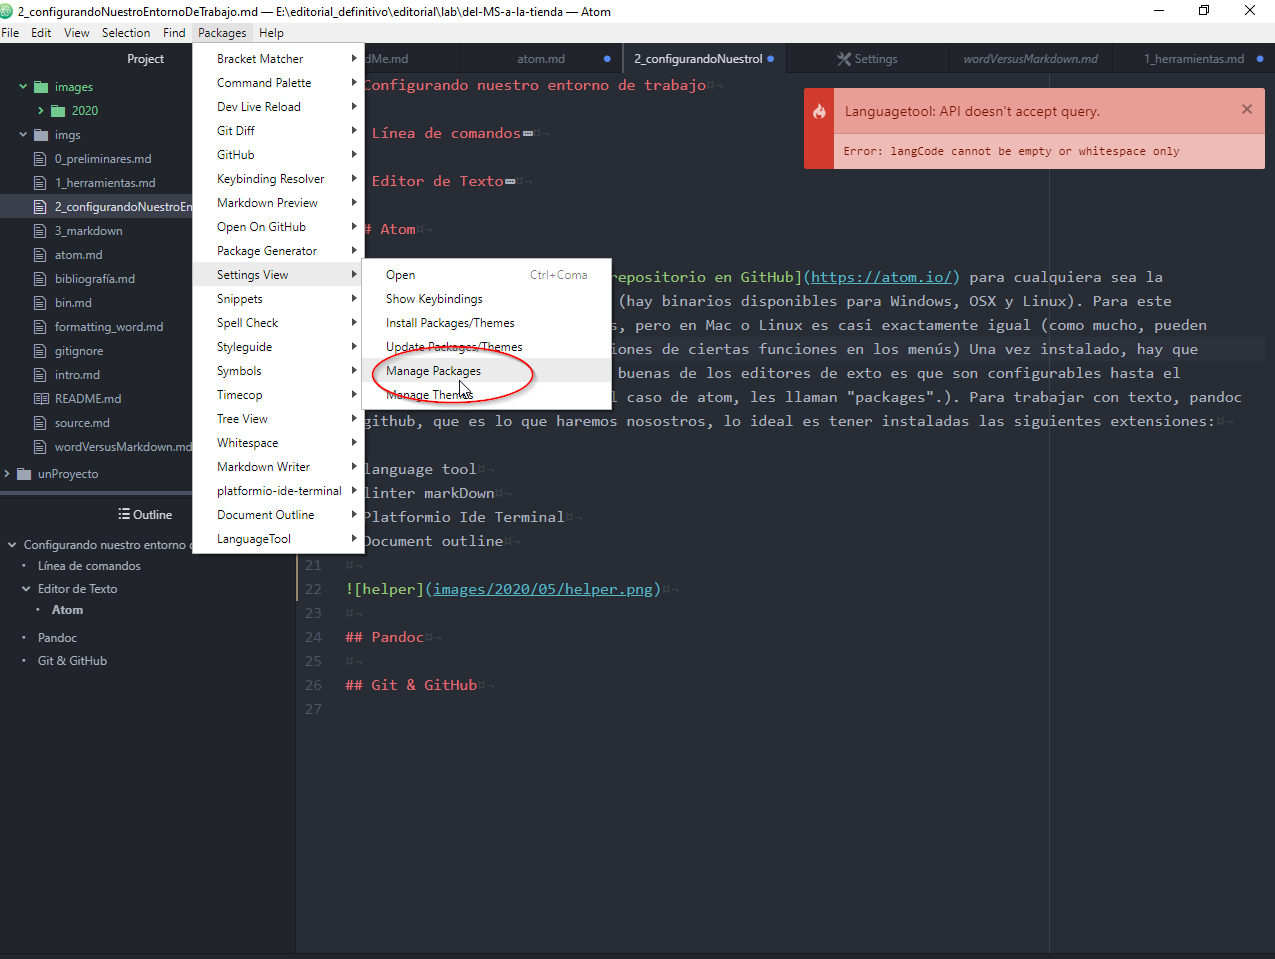 2_configurandoNuestroEntornoDeTrabajo.md — E:\editorial_definitivo\editorial\lab\del-MS-a-la-tienda — Atom
File Edit View Selection Find Packages Help
Project
images
2020
imgs
0_preliminares.md
1_herramientas.md
2_configurandoNuestroEn
3_markdown
atom.md
bibliografía.md
bin.md
formatting_word.md
gitignore
intro.md
README.md
source.md
wordVersusMarkdown.md
unProyecto
Outline
Configurando nuestro entorno
Línea de comandos
Editor de Texto
Atom
Pandoc
Git & GitHub
Bracket Matcher
Command Palette
Dev Live Reload
Git Diff
GitHub
Keybinding Resolver
Markdown Preview
Open On GitHub
Package Generator
Settings View
Snippets
Spell Check
Styleguide
Symbols
Timecop
Tree View
Whitespace
Markdown Writer
platformio-ide-terminal
Document Outline
LanguageTool
Open Ctrl+Coma
Show Keybindings
Install Packages/Themes
Update Packages/Themes
Manage Packages
Manage Themes
dMe.md atom.md 2_configurandoNuestroI Settings wordVersusMarkdown.md 1_herramientas.md
Languagetool: API doesn't accept query.
Error: langCode cannot be empty or whitespace only
Configurando nuestro entorno de trabajo¤¬
Línea de comandos¤¬
Editor de Texto¤¬
# Atom¤¬
repositorio en GitHub](https://atom.io/) para cualquiera sea la
(hay binarios disponibles para Windows, OSX y Linux). Para este
s, pero en Mac o Linux es casi exactamente igual (como mucho, pueden
iones de ciertas funciones en los menús) Una vez instalado, hay que
buenas de los editores de exto es que son configurables hasta el
l caso de atom, les llaman "packages".). Para trabajar con texto, pandoc
github, que es lo que haremos nosostros, lo ideal es tener instaladas las siguientes extensiones:¤¬
language tool¤¬
linter markDown¤¬
Platformio Ide Terminal¤¬
Document outline¤¬
21 ¤¬
22 ![helper](images/2020/05/helper.png)¤¬
23 ¤¬
24 ## Pandoc¤¬
25 ¤¬
26 ## Git & GitHub¤¬
27